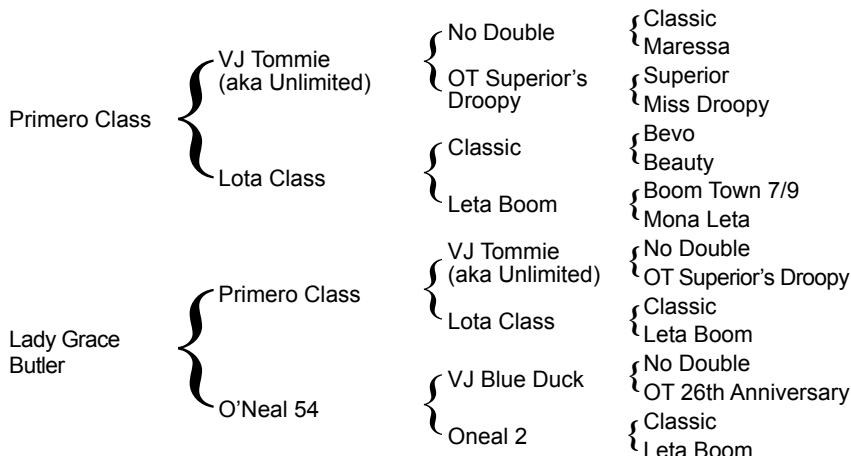 Primero Class
VJ Tommie
(aka Unlimited)
Lota Class
No Double
OT Superior's
Droopy
Classic
Leta Boom
Classic
Maressa
Superior
Miss Droopy
Bevo
Beauty
Boom Town 7/9
Mona Leta
Lady Grace
Butler
Primero Class
O'Neal 54
VJ Tommie
(aka Unlimited)
Lota Class
VJ Blue Duck
Oneal 2
No Double
OT Superior's Droopy
Classic
Leta Boom
No Double
OT 26th Anniversary
Classic
Leta Boom